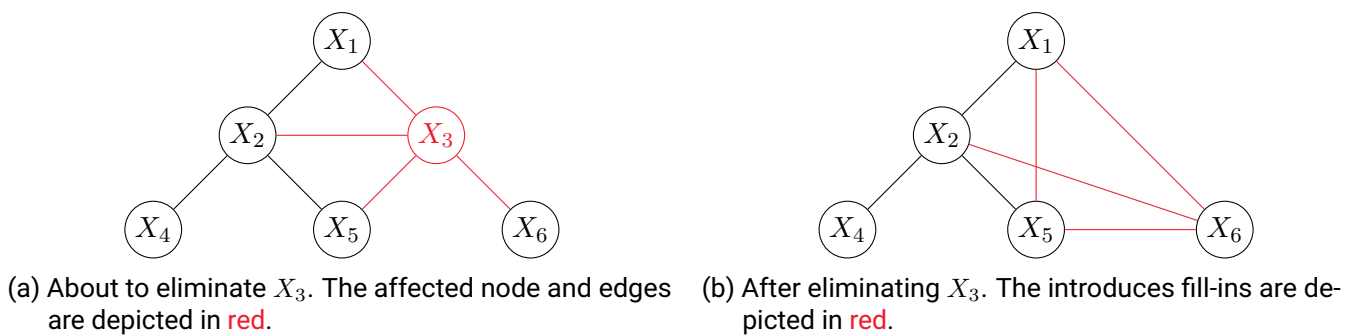 X1
X2
X3
X4
X5
X6
(a) About to eliminate X3. The affected node and edges
are depicted in red.
X1
X2
X4
X5
X6
(b) After eliminating X3. The introduces fill-ins are de-
picted in red.